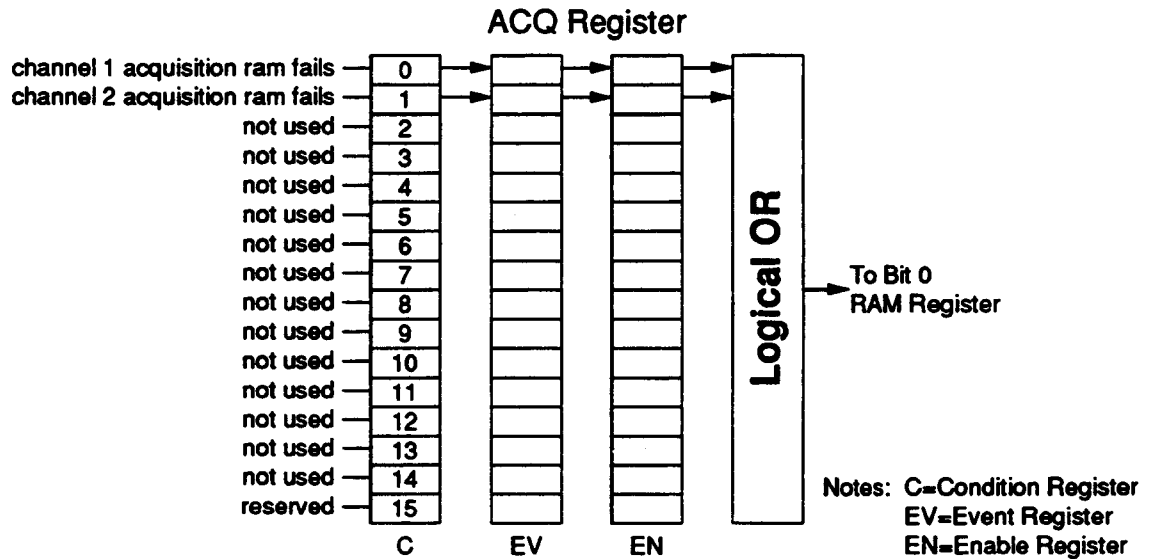 ACQ Register
channel 1 acquisition ram fails 0
channel 2 acquisition ram fails 1
not used 2
not used 3
not used 4
not used 5
not used 6
not used 7
not used 8
not used 9
not used 10
not used 11
not used 12
not used 13
not used 14
reserved 15
C EV EN
Logical OR
To Bit 0
RAM Register
Notes: C=Condition Register
EV=Event Register
EN=Enable Register